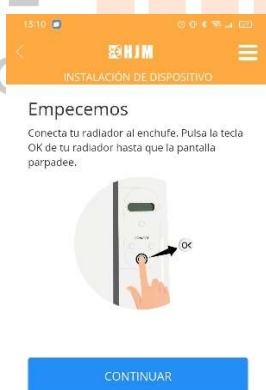 13:10
HJM
INSTALACIÓN DE DISPOSITIVO
Empecemos
Conecta tu radiador al enchufe. Pulsa la tecla
OK de tu radiador hasta que la pantalla
parpadee.
OK
CONTINUAR